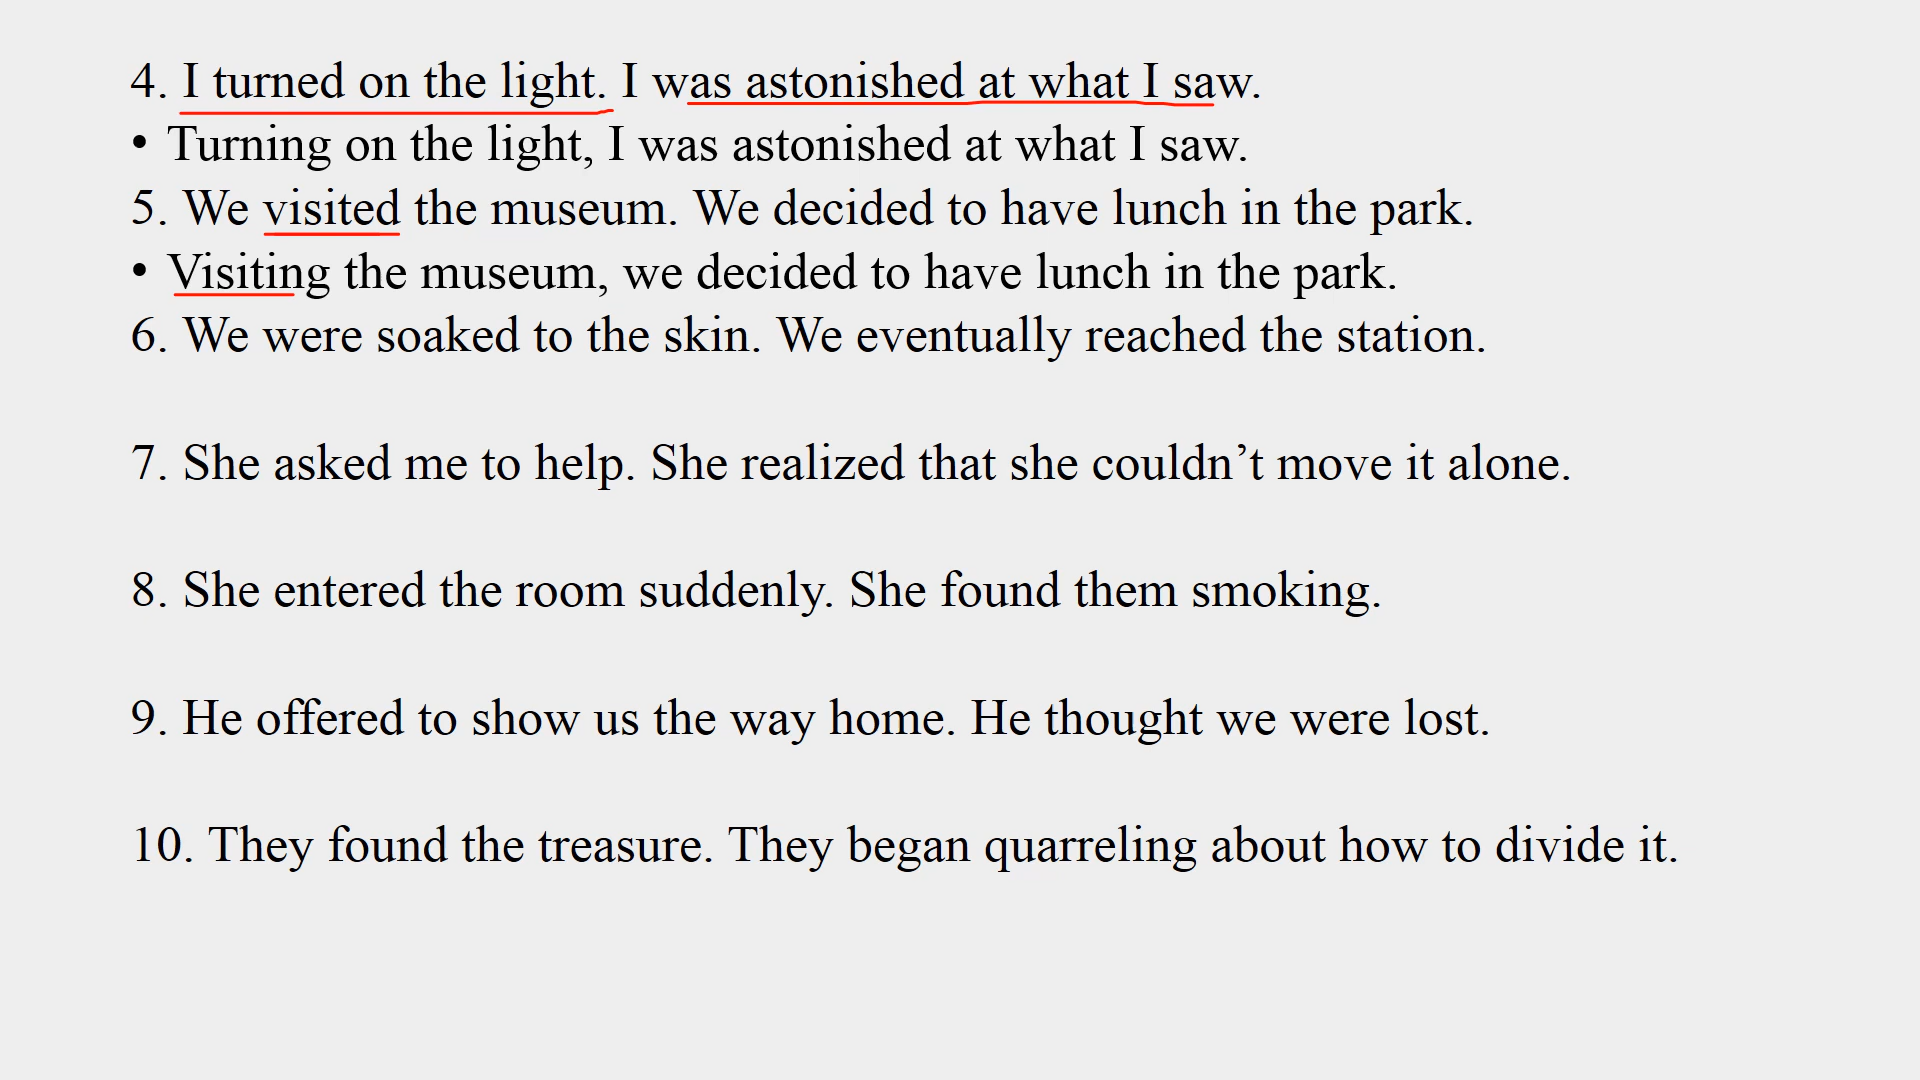 4. I turned on the light. I was astonished at what I saw.
• Turning on the light, I was astonished at what I saw.
5. We visited the museum. We decided to have lunch in the park.
• Visiting the museum, we decided to have lunch in the park.
6. We were soaked to the skin. We eventually reached the station.
7. She asked me to help. She realized that she couldn’t move it alone.
8. She entered the room suddenly. She found them smoking.
9. He offered to show us the way home. He thought we were lost.
10. They found the treasure. They began quarreling about how to divide it.